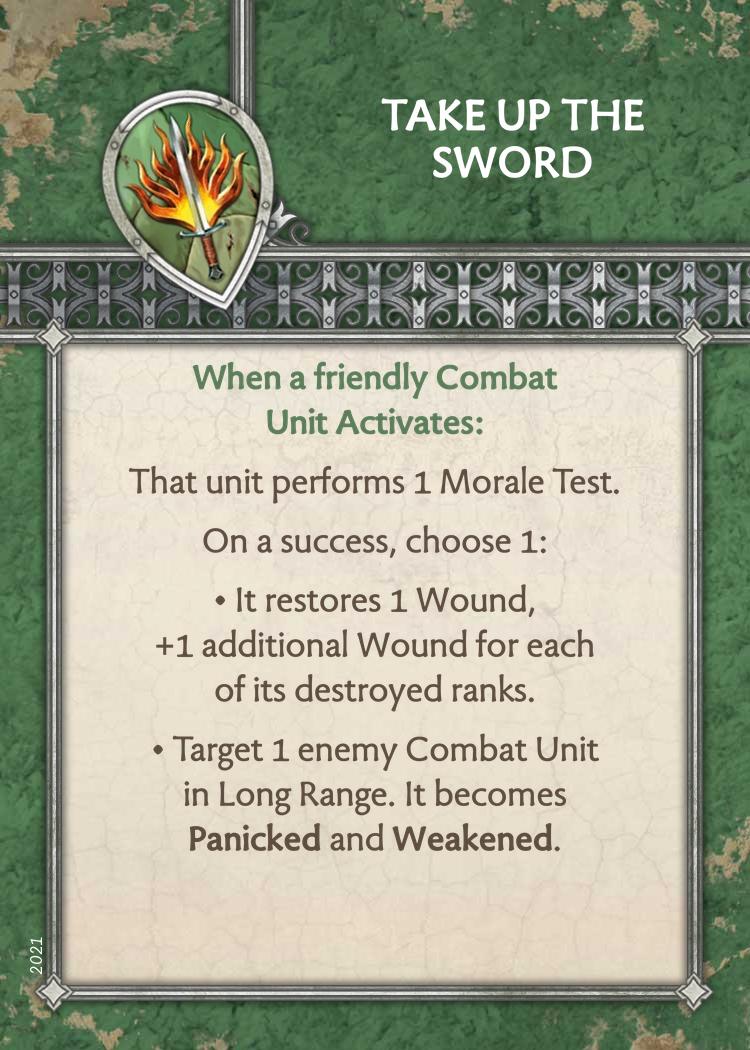 TAKE UP THE
SWORD
When a friendly Combat
Unit Activates:
That unit performs 1 Morale Test.
On a success, choose 1:
• It restores 1 Wound,
+1 additional Wound for each
of its destroyed ranks.
• Target 1 enemy Combat Unit
in Long Range. It becomes
Panicked and Weakened.
2021